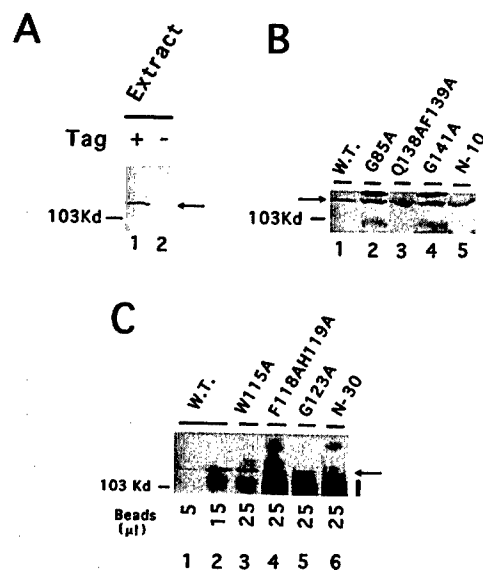 A
Extract
Tag + -
103Kd
1 2
B
W.T. G85A Q138AF139A G141A N-10
103Kd
1 2 3 4 5
C
W.T. W115A F118AH119A G123A N-30
103 Kd
Beads 5 15 25 25 25 25
(µl)
1 2 3 4 5 6